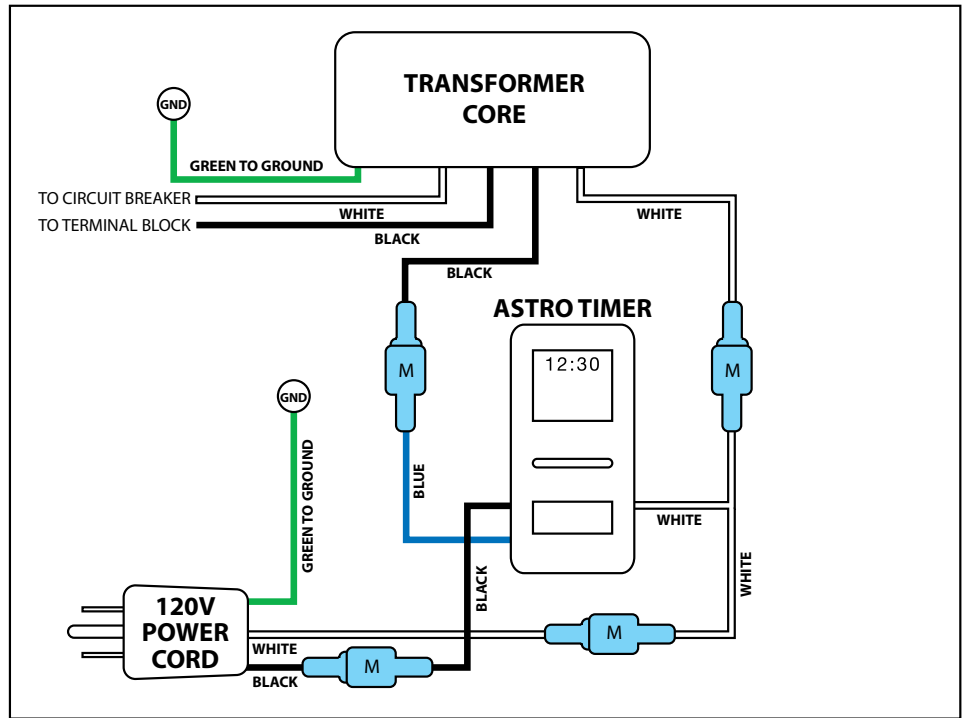 TRANSFORMER
CORE
GND
GREEN TO GROUND
TO CIRCUIT BREAKER
WHITE
WHITE
TO TERMINAL BLOCK
BLACK
BLACK
ASTRO TIMER
M
12:30
M
GND
BLUE
GREEN TO GROUND
WHITE
BLACK
WHITE
120V
POWER
CORD
WHITE
M
BLACK
M